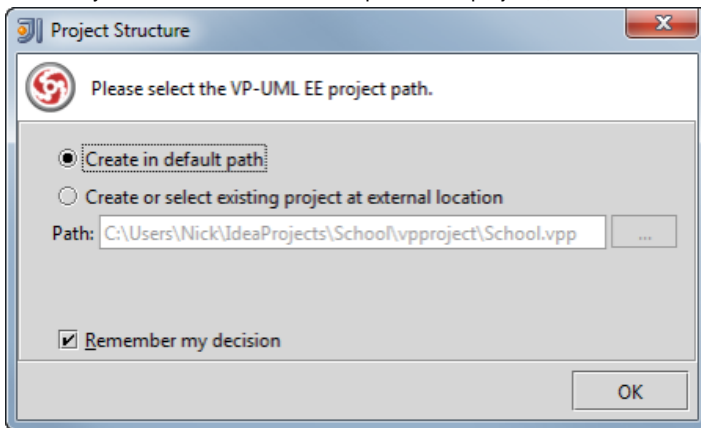 Project Structure
Please select the VP-UML EE project path.
Create in default path
Create or select existing project at external location
Path: C:\Users\Nick\IdeaProjects\School\vpproject\School.vpp ...
Remember my decision
OK